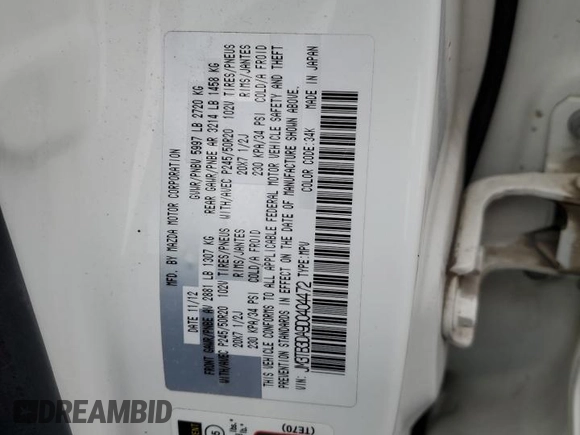 MFD. BY MAZDA MOTOR CORPORATION
DATE: 11/12 GVWR/PNBV 5997 LB 2720 KG
FRONT GAWR/PNBE AV 2881 LB 1307 KG REAR GAWR/PNBE AR 3214 LB 1458 KG
WITH/AVEC P245/50R20 102V TIRES/PNEUS WITH/AVEC P245/50R20 102V TIRES/PNEUS
20X7 1/2J RIMS/JANTES 20X7 1/2J RIMS/JANTES
230 KPA/34 PSI COLD/A FROID 230 KPA/34 PSI COLD/A FROID
THIS VEHICLE CONFORMS TO ALL APPLICABLE FEDERAL MOTOR VEHICLE SAFETY AND THEFT
PREVENTION STANDARDS IN EFFECT ON THE DATE OF MANUFACTURE SHOWN ABOVE.
COLOR CODE:34K MADE IN JAPAN
VIN: TYPE:MPV
(TE70)
DREAMBID